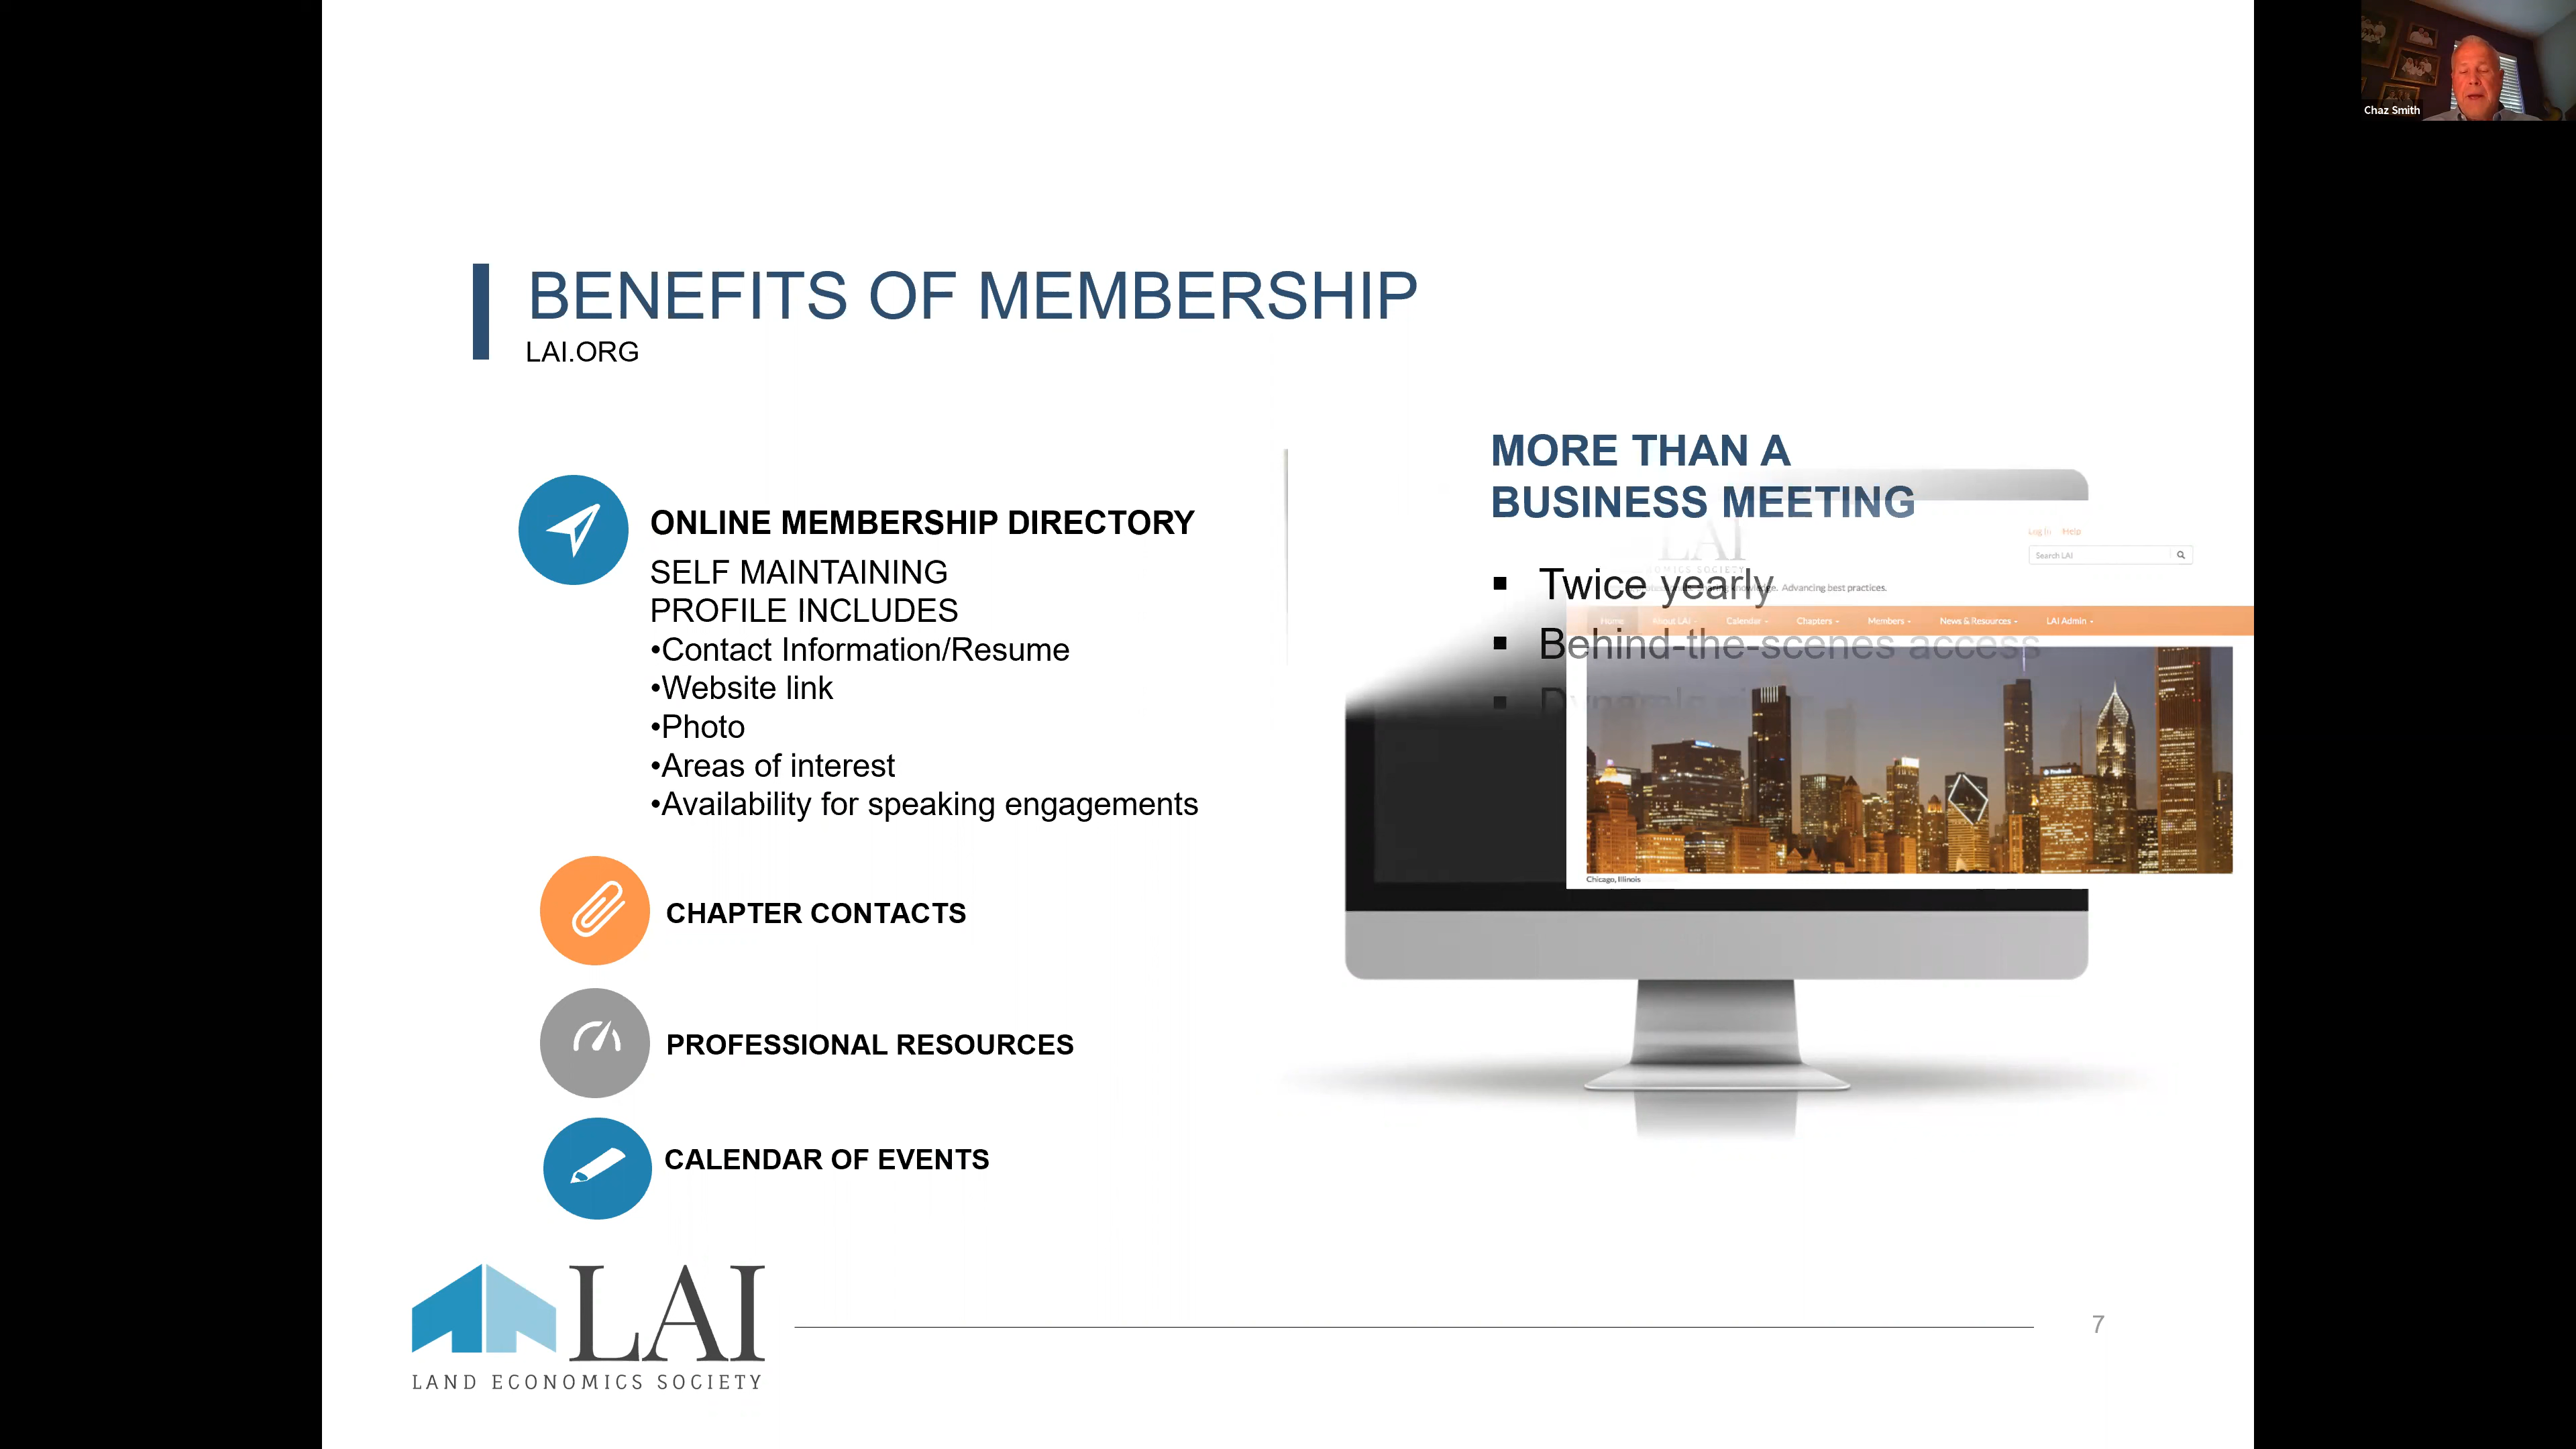 Chaz Smith
BENEFITS OF MEMBERSHIP
LAI.ORG
ONLINE MEMBERSHIP DIRECTORY
SELF MAINTAINING
PROFILE INCLUDES
•Contact Information/Resume
•Website link
•Photo
•Areas of interest
•Availability for speaking engagements
CHAPTER CONTACTS
PROFESSIONAL RESOURCES
CALENDAR OF EVENTS
MORE THAN A
BUSINESS MEETING
▪ Twice yearly
▪ Behind-the-scenes access
▪ Dynamic
LAI
Log In Help
Search LAI
Advancing best practices.
Home About LAI Calendar Chapters Members News & Resources LAI Admin
Chicago, Illinois
LAI
LAND ECONOMICS SOCIETY
7